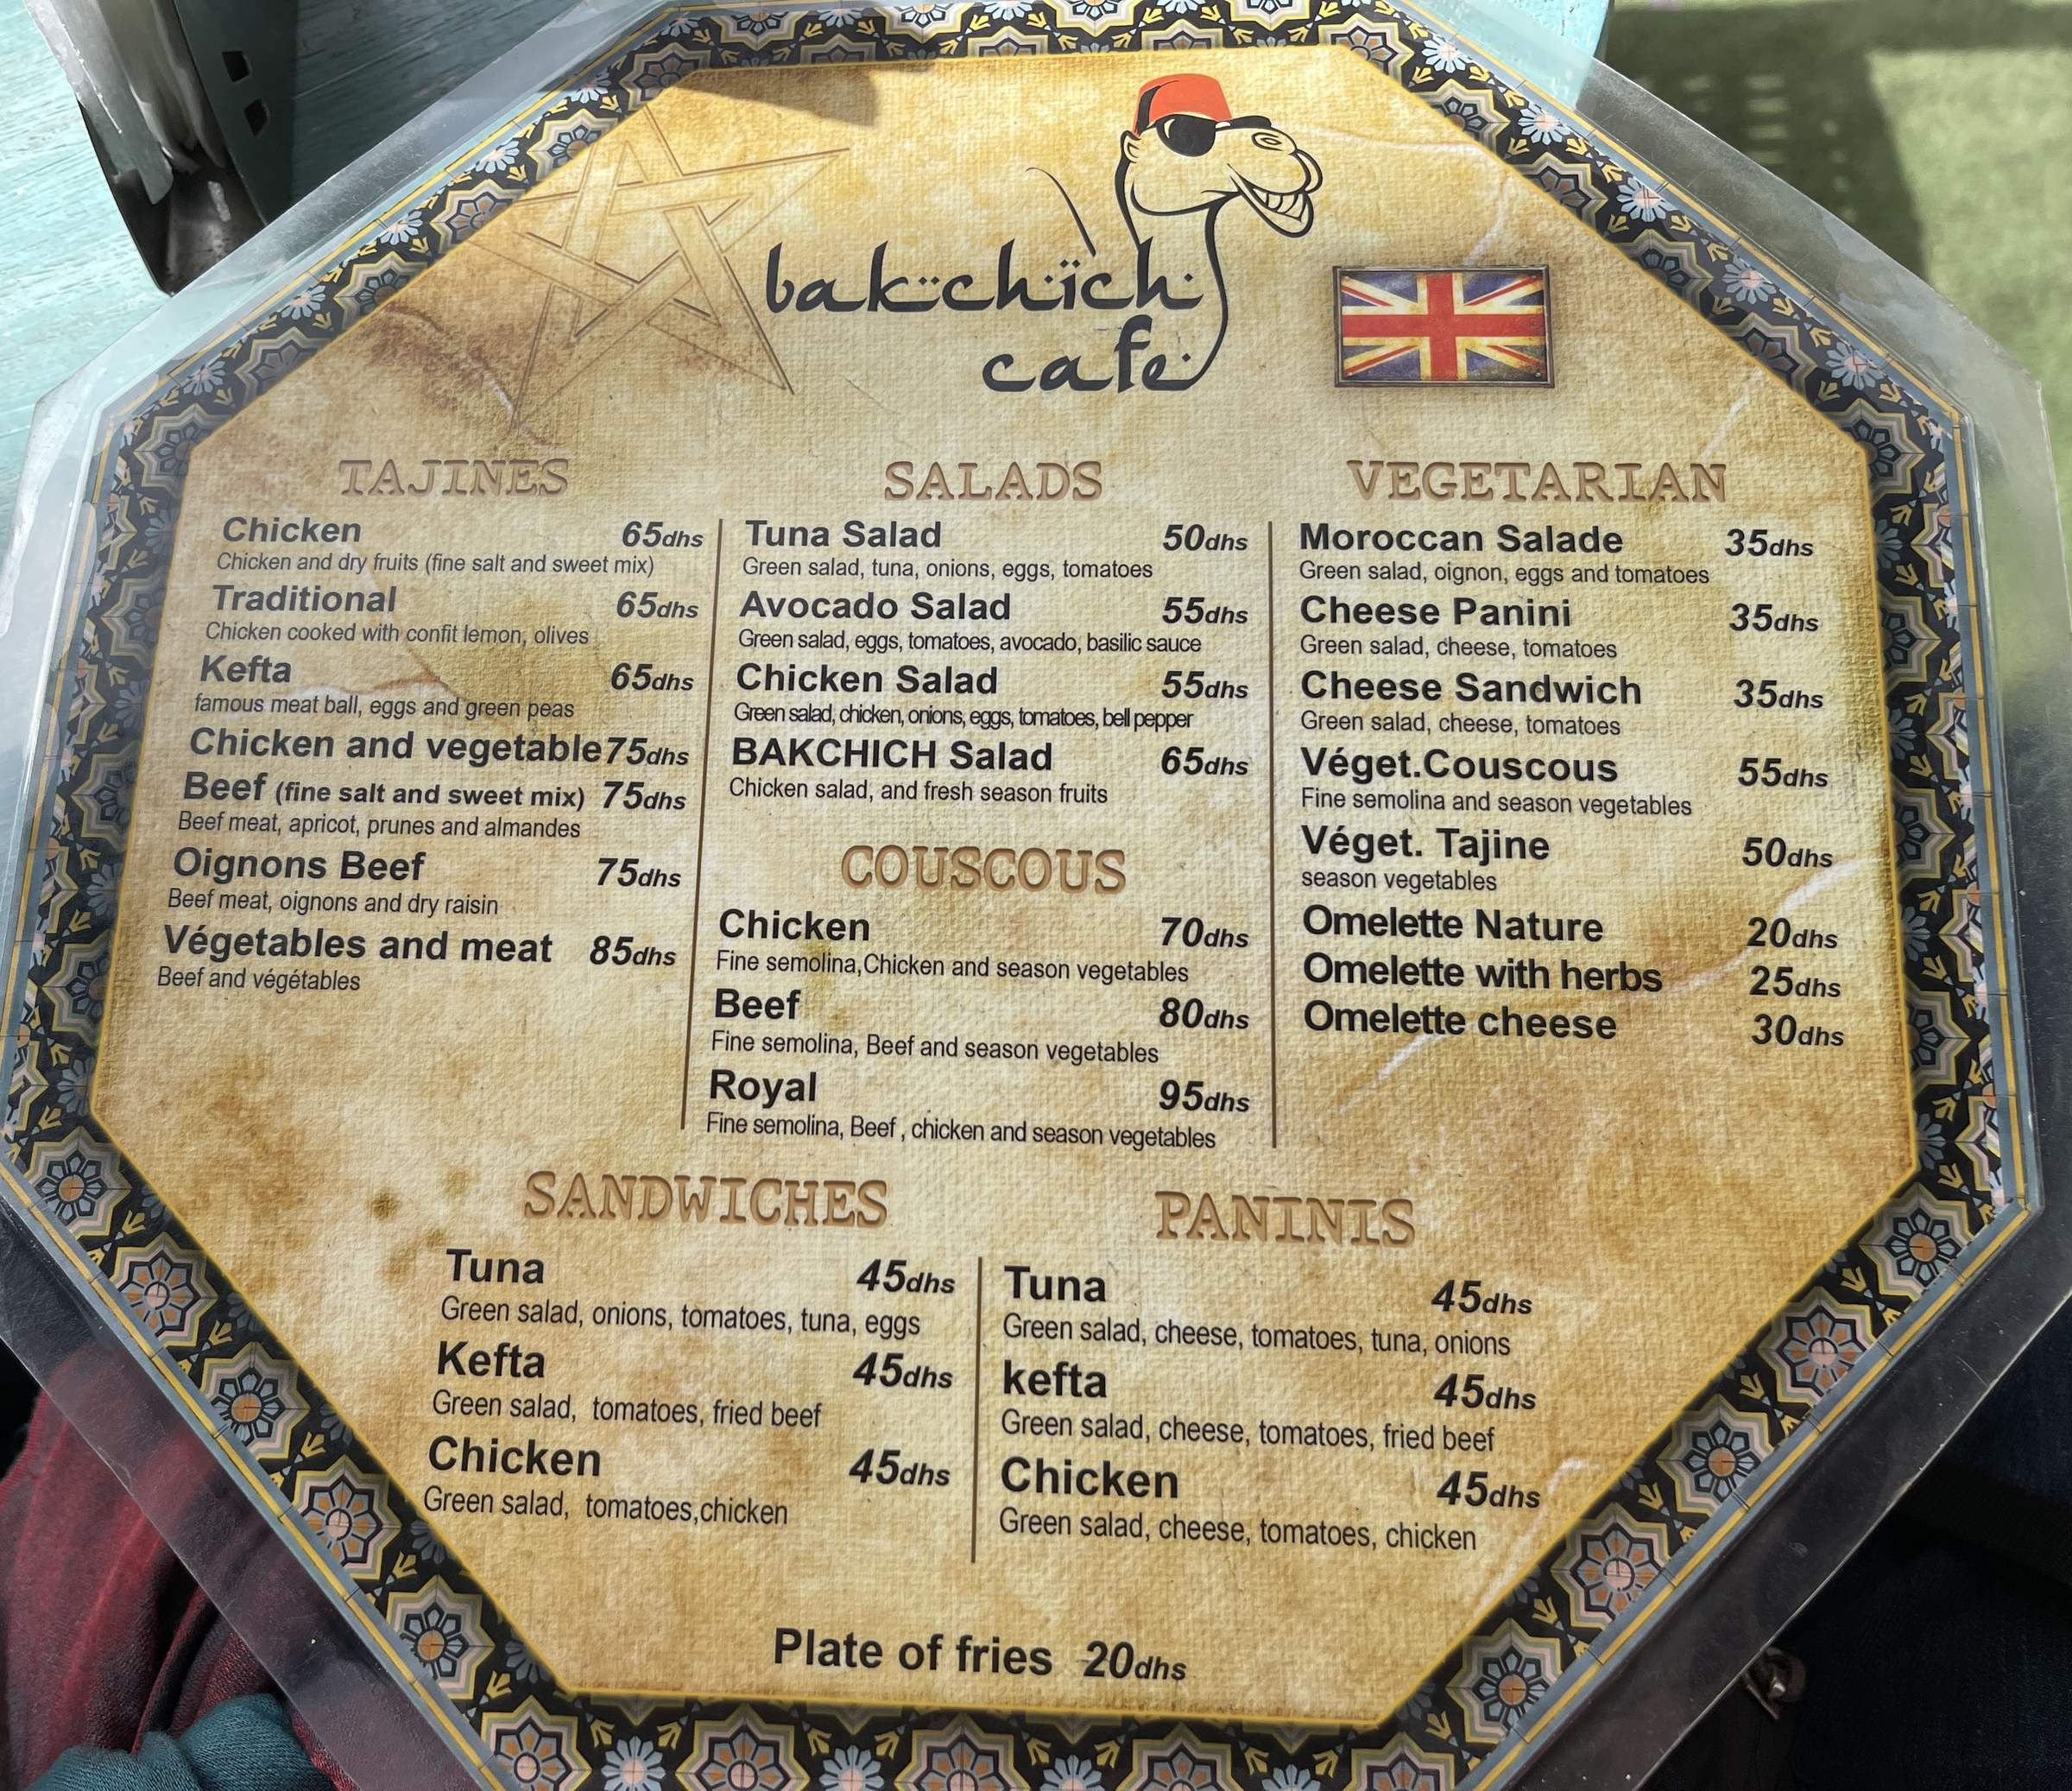 bakchich
cafe
TAJINES
Chicken 65dhs
Chicken and dry fruits (fine salt and sweet mix)
Traditional 65dhs
Chicken cooked with confit lemon, olives
Kefta 65dhs
famous meat ball, eggs and green peas
Chicken and vegetable 75dhs
Beef (fine salt and sweet mix) 75dhs
Beef meat, apricot, prunes and almandes
Oignons Beef 75dhs
Beef meat, oignons and dry raisin
Végetables and meat 85dhs
Beef and végétables
SALADS
Tuna Salad 50dhs
Green salad, tuna, onions, eggs, tomatoes
Avocado Salad 55dhs
Green salad, eggs, tomatoes, avocado, basilic sauce
Chicken Salad 55dhs
Green salad, chicken, onions, eggs, tomatoes, bell pepper
BAKCHICH Salad 65dhs
Chicken salad, and fresh season fruits
COUSCOUS
Chicken 70dhs
Fine semolina,Chicken and season vegetables
Beef 80dhs
Fine semolina, Beef and season vegetables
Royal 95dhs
Fine semolina, Beef , chicken and season vegetables
VEGETARIAN
Moroccan Salade 35dhs
Green salad, oignon, eggs and tomatoes
Cheese Panini 35dhs
Green salad, cheese, tomatoes
Cheese Sandwich 35dhs
Green salad, cheese, tomatoes
Véget.Couscous 55dhs
Fine semolina and season vegetables
Véget. Tajine 50dhs
season vegetables
Omelette Nature 20dhs
Omelette with herbs 25dhs
Omelette cheese 30dhs
SANDWICHES
Tuna 45dhs
Green salad, onions, tomatoes, tuna, eggs
Kefta 45dhs
Green salad, tomatoes, fried beef
Chicken 45dhs
Green salad, tomatoes,chicken
PANINIS
Tuna 45dhs
Green salad, cheese, tomatoes, tuna, onions
kefta 45dhs
Green salad, cheese, tomatoes, fried beef
Chicken 45dhs
Green salad, cheese, tomatoes, chicken
Plate of fries 20dhs